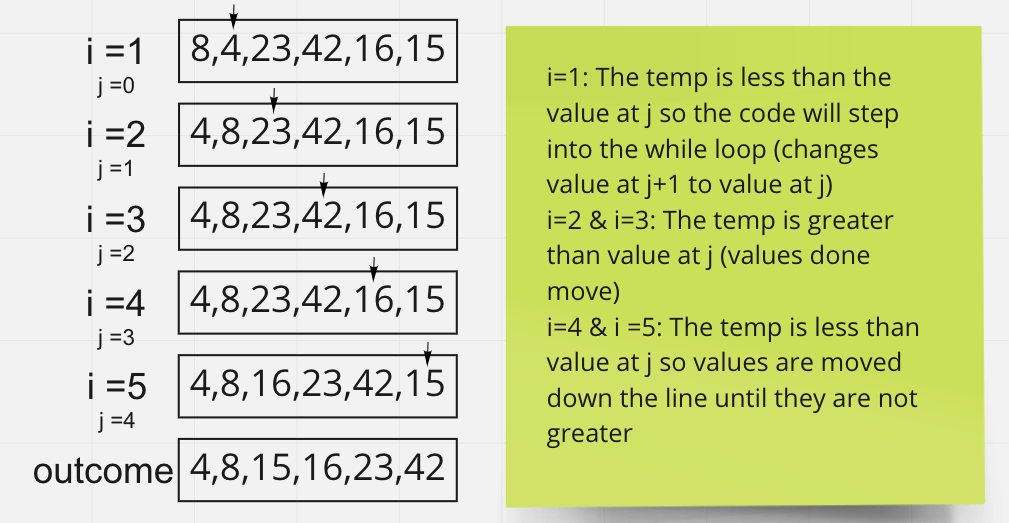 i =1
j =0
8,4,23,42,16,15
i =2
j =1
4,8,23,42,16,15
i =3
j =2
4,8,23,42,16,15
i =4
j =3
4,8,23,42,16,15
i =5
j =4
4,8,16,23,42,15
outcome
4,8,15,16,23,42
i=1: The temp is less than the
value at j so the code will step
into the while loop (changes
value at j+1 to value at j)
i=2 & i=3: The temp is greater
than value at j (values done
move)
i=4 & i =5: The temp is less than
value at j so values are moved
down the line until they are not
greater